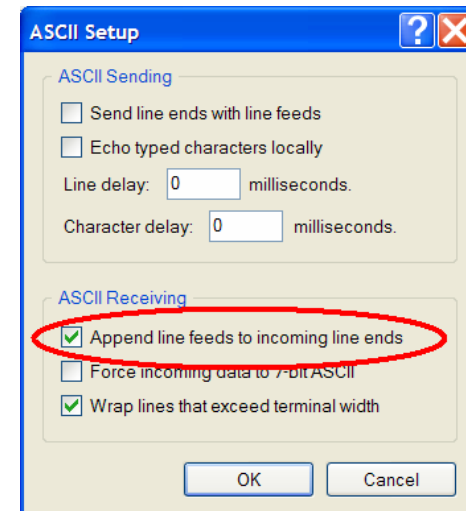 ASCII Setup
ASCII Sending
Send line ends with line feeds
Echo typed characters locally
Line delay: 0 milliseconds.
Character delay: 0 milliseconds.
ASCII Receiving
Append line feeds to incoming line ends
Force incoming data to 7-bit ASCII
Wrap lines that exceed terminal width
OK Cancel